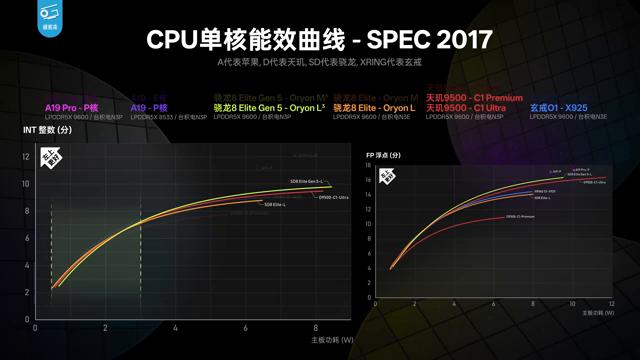 极客湾
CPU单核能效曲线 - SPEC 2017
A代表苹果, D代表天玑, SD代表骁龙, XRING代表玄戒
A19 Pro - P核
LPDDR5X 9600 / 台积电N3P
A19 - P核
LPDDR5X 8533 / 台积电N3P
骁龙8 Elite Gen 5 - Oryon M
骁龙8 Elite Gen 5 - Oryon L
LPDDR5X 9600 / 台积电N3P
骁龙8 Elite - Oryon M
骁龙8 Elite - Oryon L
LPDDR5X 9600 / 台积电N3E
天玑9500 - C1 Premium
天玑9500 - C1 Ultra
LPDDR5X 9600 / 台积电N3P
玄戒O1 - X925
LPDDR5X 9600 / 台积电N3E
INT 整数 (分)
左上更好
12
10
8
6
4
2
0
0
2
4
6
8
主板功耗 (W)
SD8 Elite Gen 5-L
D9500-C1-Ultra
SD8 Elite-L
FP 浮点 (分)
左上更好
18
16
14
12
10
8
6
4
2
0
0
2
4
6
8
10
12
主板功耗 (W)
A19 Pro-P
A19-P
SD8 Elite Gen 5-L
D9500-C1-Ultra
XRING O1-X925
SD8 Elite-L
D9500-C1-Premium